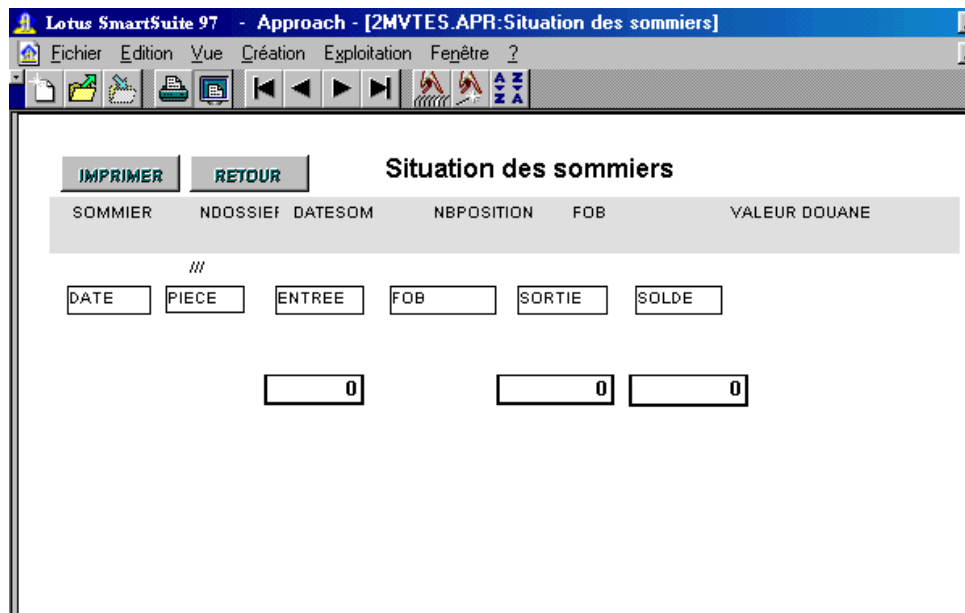 Lotus SmartSuite 97 - Approach - [2MVTES.APR:Situation des sommiers]
Fichier Edition Vue Création Exploitation Fenêtre ?
A Z Z A
IMPRIMER RETOUR Situation des sommiers
SOMMIER NDOSSIEF DATESOM NBPOSITION FOB VALEUR DOUANE
///
DATE PIECE ENTREE FOB SORTIE SOLDE
0 0 0